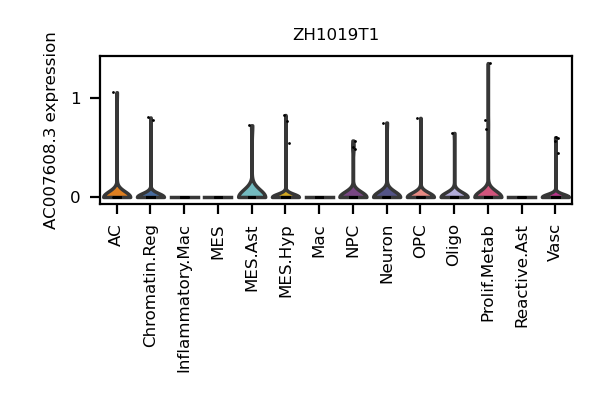 ZH1019T1
AC007608.3 expression
1
0
AC
Chromatin.Reg
Inflammatory.Mac
MES
MES.Ast
MES.Hyp
Mac
NPC
Neuron
OPC
Oligo
Prolif.Metab
Reactive.Ast
Vasc